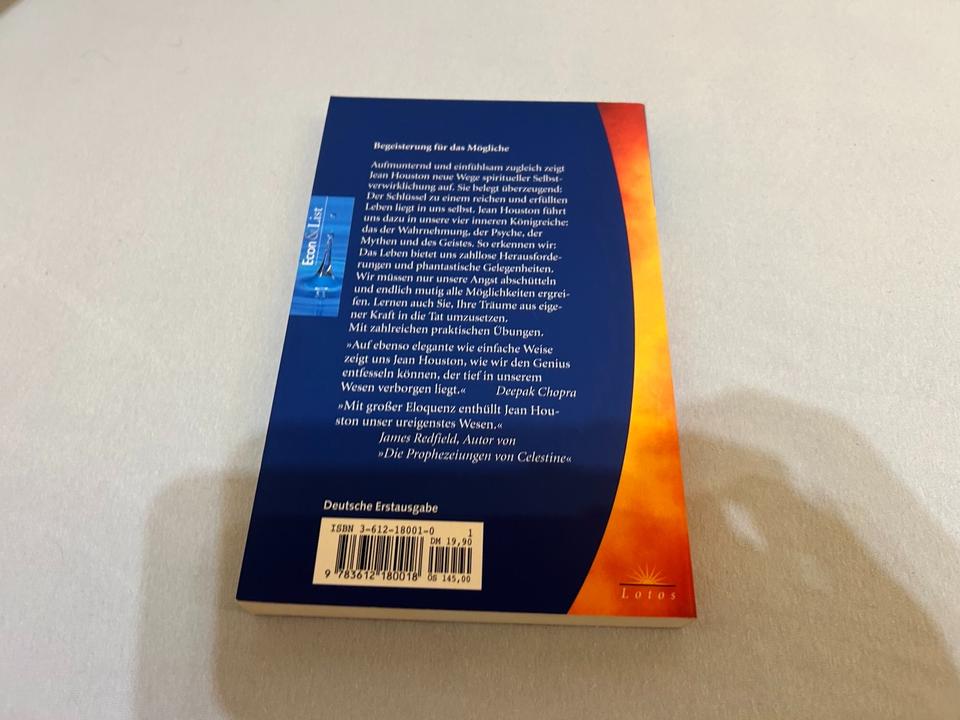 Begeisterung für das Mögliche
Aufmunternd und einfühlsam zugleich zeigt
Jean Houston neue Wege spiritueller Selbst-
verwirklichung auf. Sie belegt überzeugend:
Der Schlüssel zu einem reichen und erfüllten
Leben liegt in uns selbst. Jean Houston führt
uns dazu in unsere vier inneren Königreiche:
das der Wahrnehmung, der Psyche, der
Mythen und des Geistes. So erkennen wir:
Das Leben bietet uns zahllose Herausforde-
rungen und phantastische Gelegenheiten.
Wir müssen nur unsere Angst abschütteln
und endlich mutig alle Möglichkeiten ergrei-
fen. Lernen auch Sie, Ihre Träume aus eige-
ner Kraft in die Tat umzusetzen.
Mit zahlreichen praktischen Übungen.
»Auf ebenso elegante wie einfache Weise
zeigt uns Jean Houston, wie wir den Genius
entfesseln können, der tief in unserem
Wesen verborgen liegt.« Deepak Chopra
»Mit großer Eloquenz enthüllt Jean Hou-
ston unser ureigenstes Wesen.«
James Redfield, Autor von
»Die Prophezeiungen von Celestine«
Econ & List
Deutsche Erstausgabe
ISBN 3-612-18001-0 1
DM 19,90
9 783612 180018 ÖS 145,00
Lotos